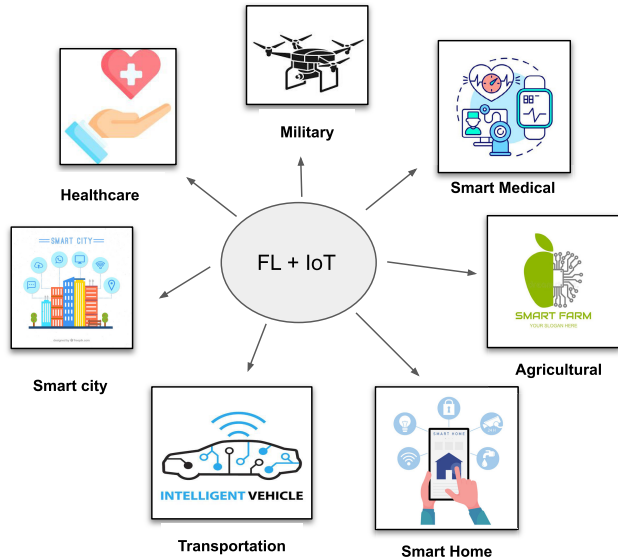 Military
Healthcare
Smart Medical
FL + IoT
SMART CITY
SMART FARM
YOUR SLOGAN HERE
Smart city
Agricultural
INTELLIGENT VEHICLE
SMART HOME
Transportation
Smart Home